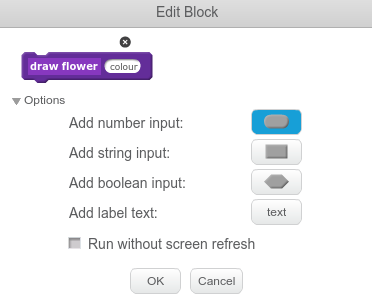 Edit Block
draw flower colour
Options
Add number input:
Add string input:
Add boolean input:
Add label text: text
Run without screen refresh
OK Cancel